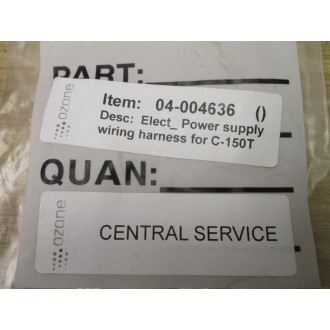 PART:
ozone
Item: 04-004636 ()
Desc: Elect_ Power supply
wiring harness for C-150T
QUAN:
ozone
CENTRAL SERVICE